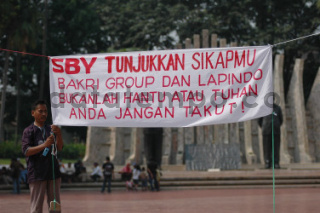 SBY TUNJUKKAN SIKAPMU
BAKRI GROUP DAN LAPINDO
BUKANLAH HANTU ATAU TUHAN
ANDA JANGAN TAKUT!